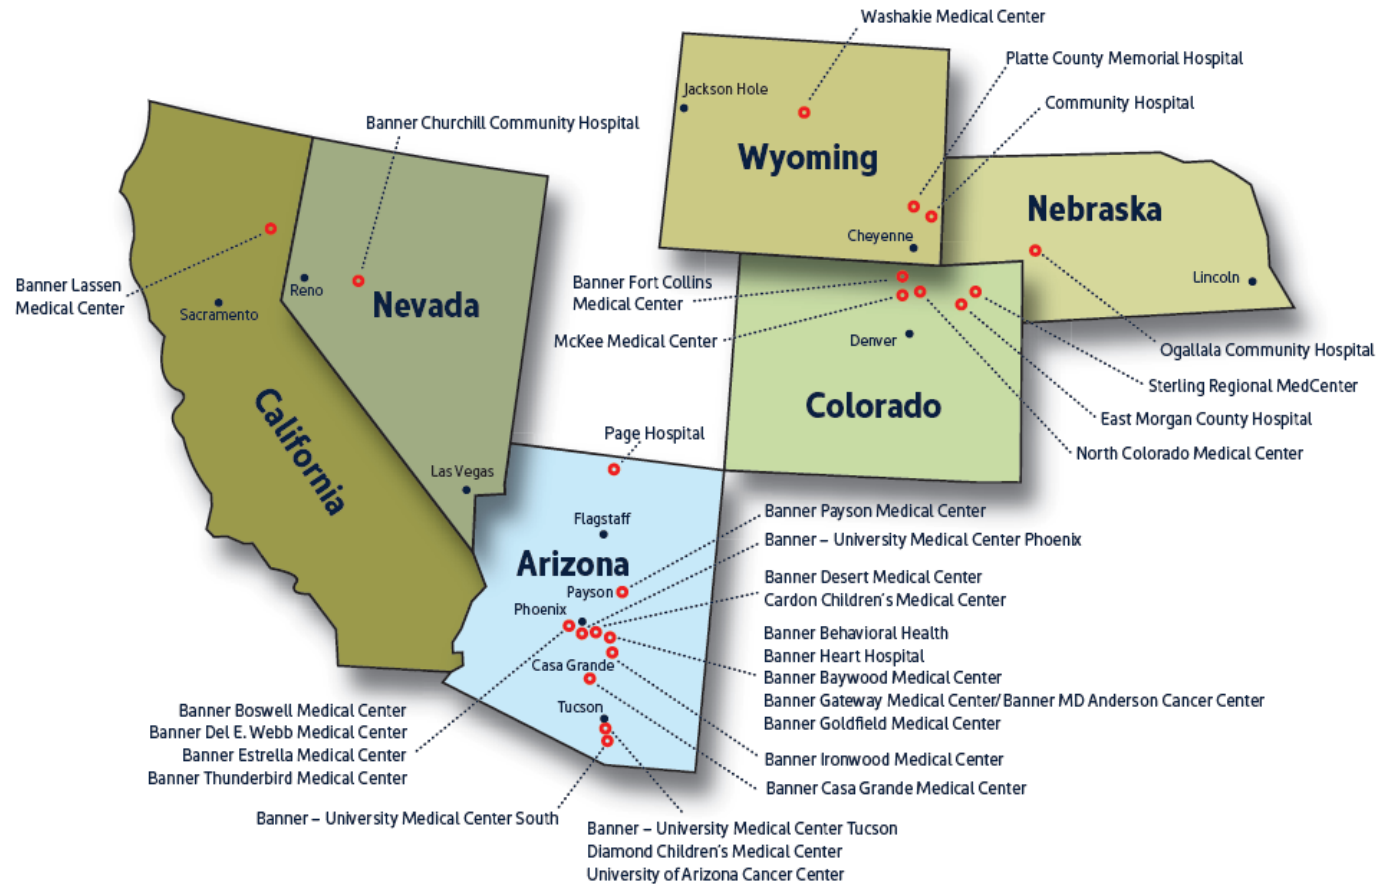 Washakie Medical Center
Platte County Memorial Hospital
Jackson Hole
Community Hospital
Banner Churchill Community Hospital
Wyoming
Nebraska
Cheyenne
Banner Lassen
Medical Center
Reno
Sacramento
Nevada
Banner Fort Collins
Medical Center
Lincoln
McKee Medical Center
Denver
Ogallala Community Hospital
Sterling Regional MedCenter
California
Colorado
East Morgan County Hospital
Page Hospital
North Colorado Medical Center
Las Vegas
Flagstaff
Banner Payson Medical Center
Banner – University Medical Center Phoenix
Arizona
Payson
Banner Desert Medical Center
Cardon Children's Medical Center
Phoenix
Banner Behavioral Health
Banner Heart Hospital
Banner Baywood Medical Center
Banner Gateway Medical Center/Banner MD Anderson Cancer Center
Banner Goldfield Medical Center
Casa Grande
Tucson
Banner Boswell Medical Center
Banner Del E. Webb Medical Center
Banner Estrella Medical Center
Banner Thunderbird Medical Center
Banner Ironwood Medical Center
Banner Casa Grande Medical Center
Banner – University Medical Center South
Banner – University Medical Center Tucson
Diamond Children's Medical Center
University of Arizona Cancer Center